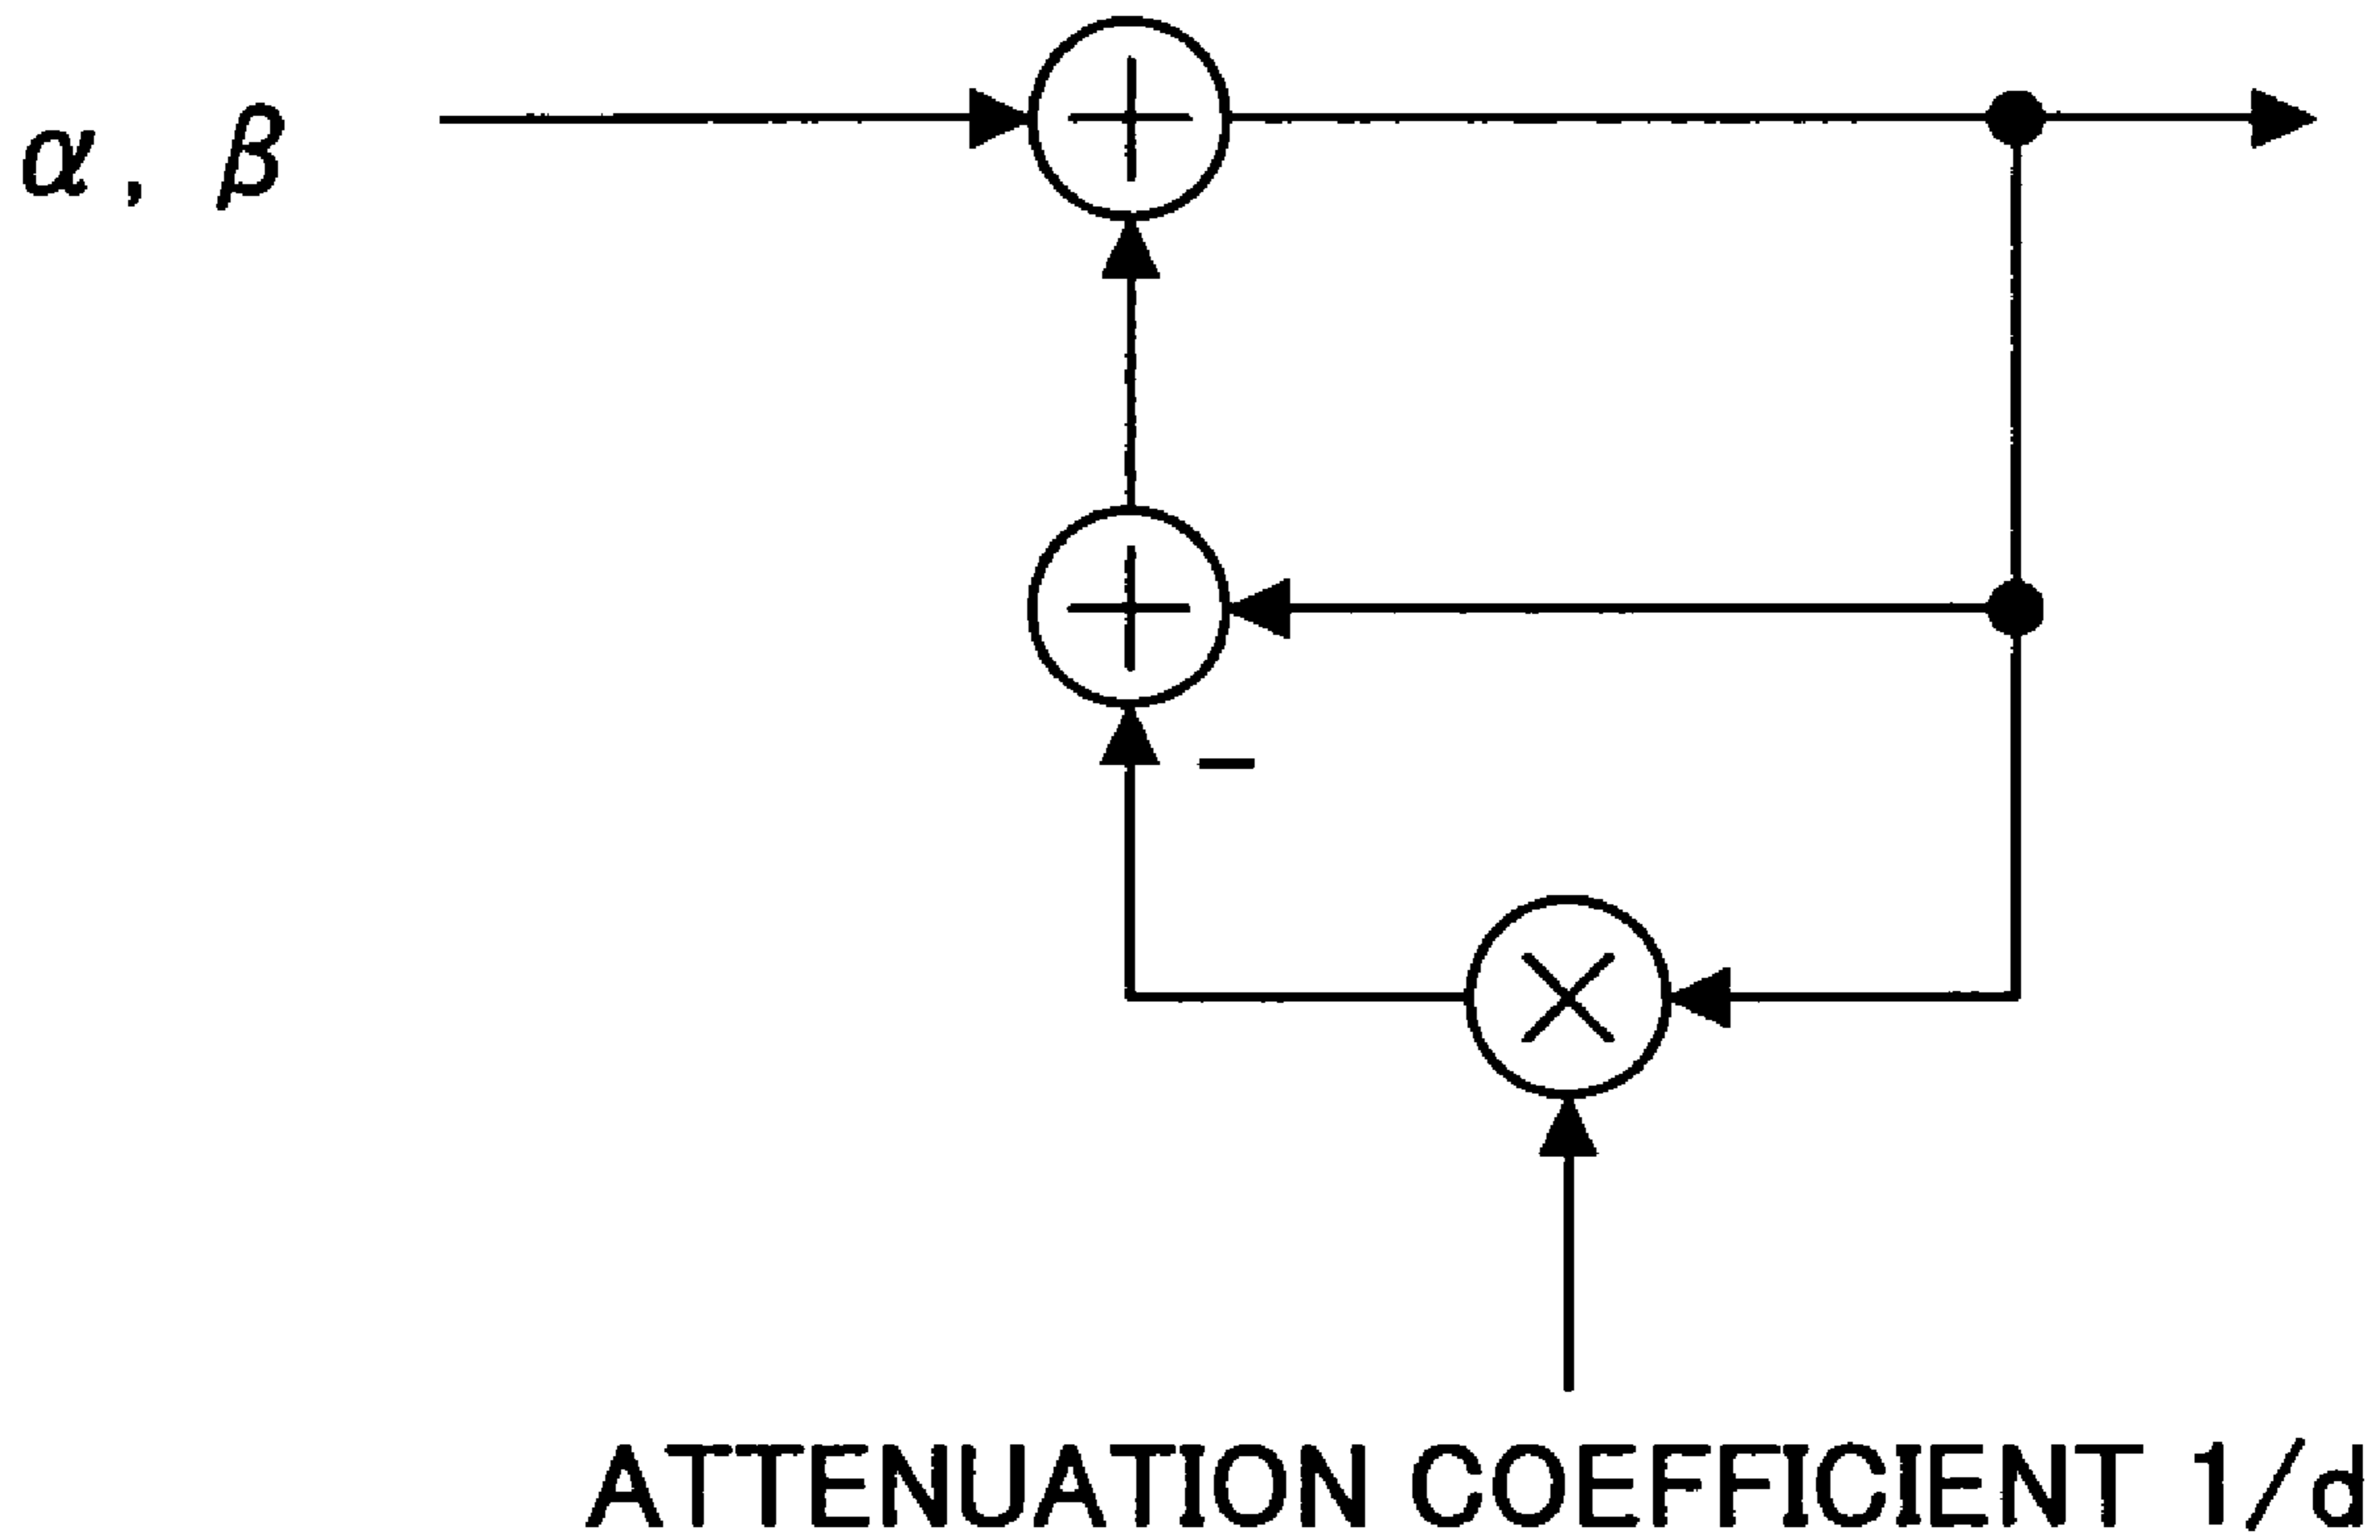 α, β
−
ATTENUATION COEFFICIENT 1/d